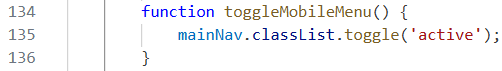 134 function toggleMobileMenu() {
135 mainNav.classList.toggle('active');
136 }